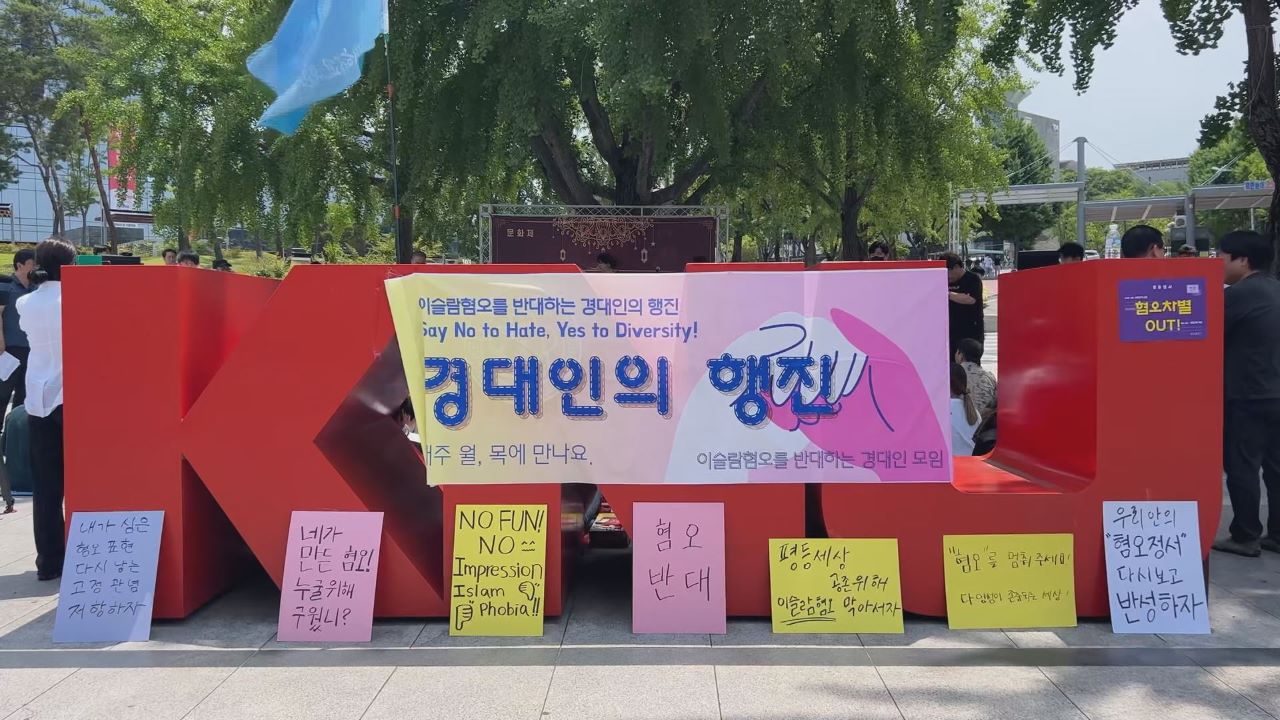 문화제
이슬람혐오를 반대하는 경대인의 행진
Say No to Hate, Yes to Diversity!
경대인의 행진
매주 월, 목에 만나요.
이슬람혐오를 반대하는 경대인 모임
혐오차별
OUT!
KNU
내가 심은
혐오 표현
다시 낳는
고정 관념
저항하자
네가
만든 혐오!
누굴위해
구웠니?
NO FUN!
NO ^^
Impression
Islam
Phobia!!
혐오
반대
평등세상
공존위해
이슬람혐오 막아서자
"혐오"를 멈춰주세요!
존중되는 세상!
우리안의
"혐오정서"
다시보고
반성하자